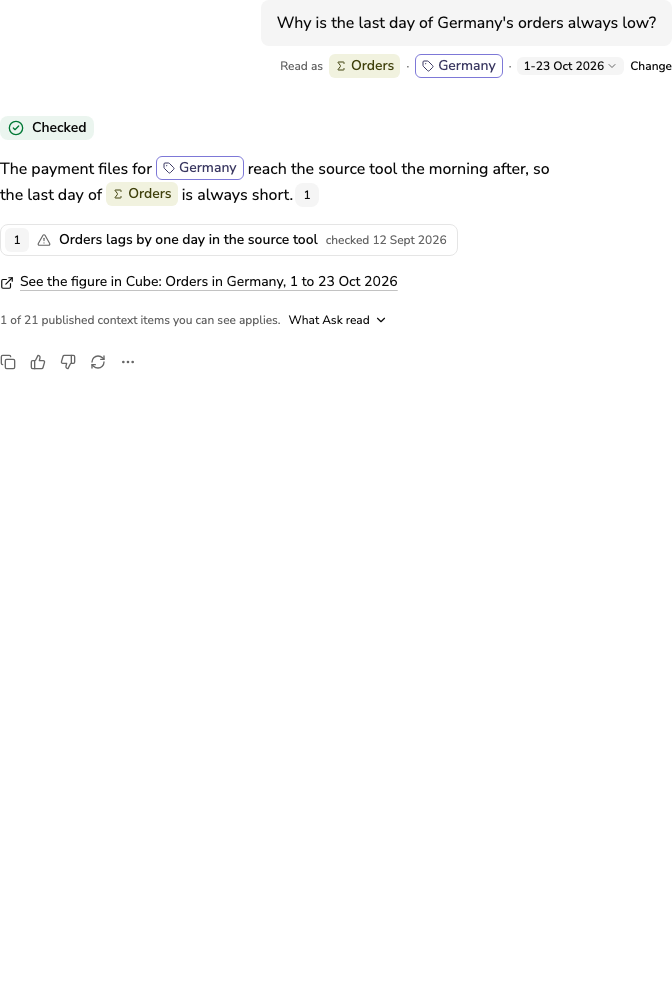 Why is the last day of Germany's orders always low?
Read as Σ Orders · Germany · 1-23 Oct 2026 Change
Checked
The payment files for Germany reach the source tool the morning after, so
the last day of Σ Orders is always short. 1
1 Orders lags by one day in the source tool checked 12 Sept 2026
See the figure in Cube: Orders in Germany, 1 to 23 Oct 2026
1 of 21 published context items you can see applies. What Ask read